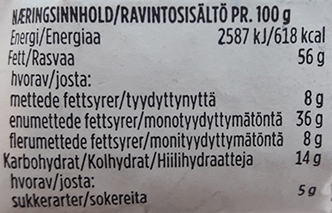 NÆRINGSINNHOLD/RAVINTOSISÄLTÖ PR. 100 g
Energi/Energiaa 2587 kJ/618 kcal
Fett/Rasvaa 56 g
hvorav/josta:
mettede fettsyrer/tyydyttynyttä 8 g
enumettede fettsyrer/monotyydyttymätöntä 36 g
flerumettede fettsyrer/monityydyttymätöntä 8 g
Karbohydrat/Kolhydrat/Hiilihydraatteja 14 g
hvorav/josta:
sukkerarter/sokereita 5 g